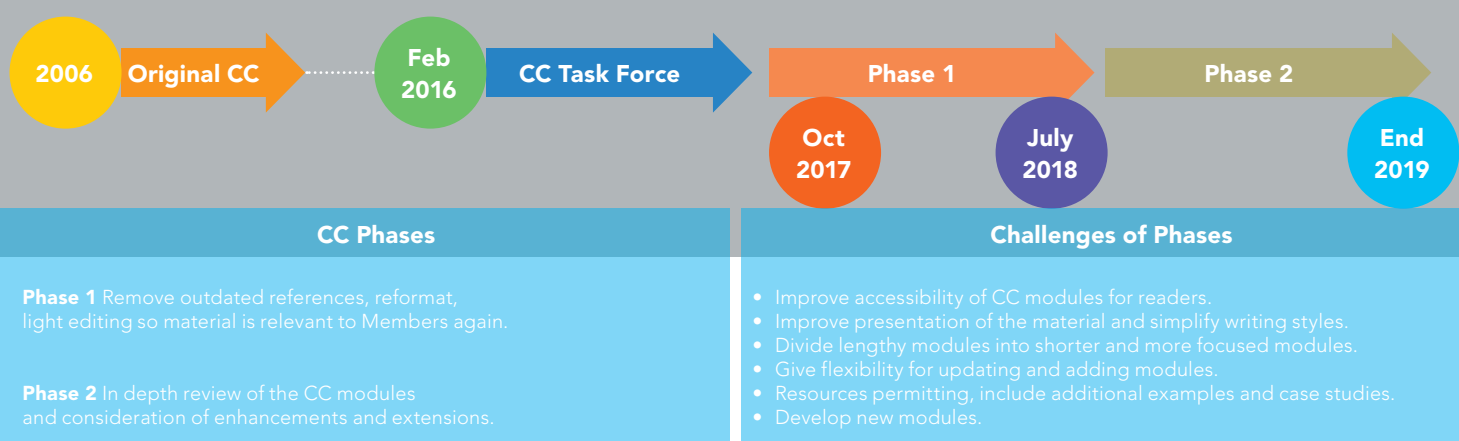 2006
Original CC
Feb
2016
CC Task Force
Phase 1
Phase 2
Oct
2017
July
2018
End
2019
CC Phases
Phase 1 Remove outdated references, reformat,
light editing so material is relevant to Members again.
Phase 2 In depth review of the CC modules
and consideration of enhancements and extensions.
Challenges of Phases
• Improve accessibility of CC modules for readers.
• Improve presentation of the material and simplify writing styles.
• Divide lengthy modules into shorter and more focused modules.
• Give flexibility for updating and adding modules.
• Resources permitting, include additional examples and case studies.
• Develop new modules.